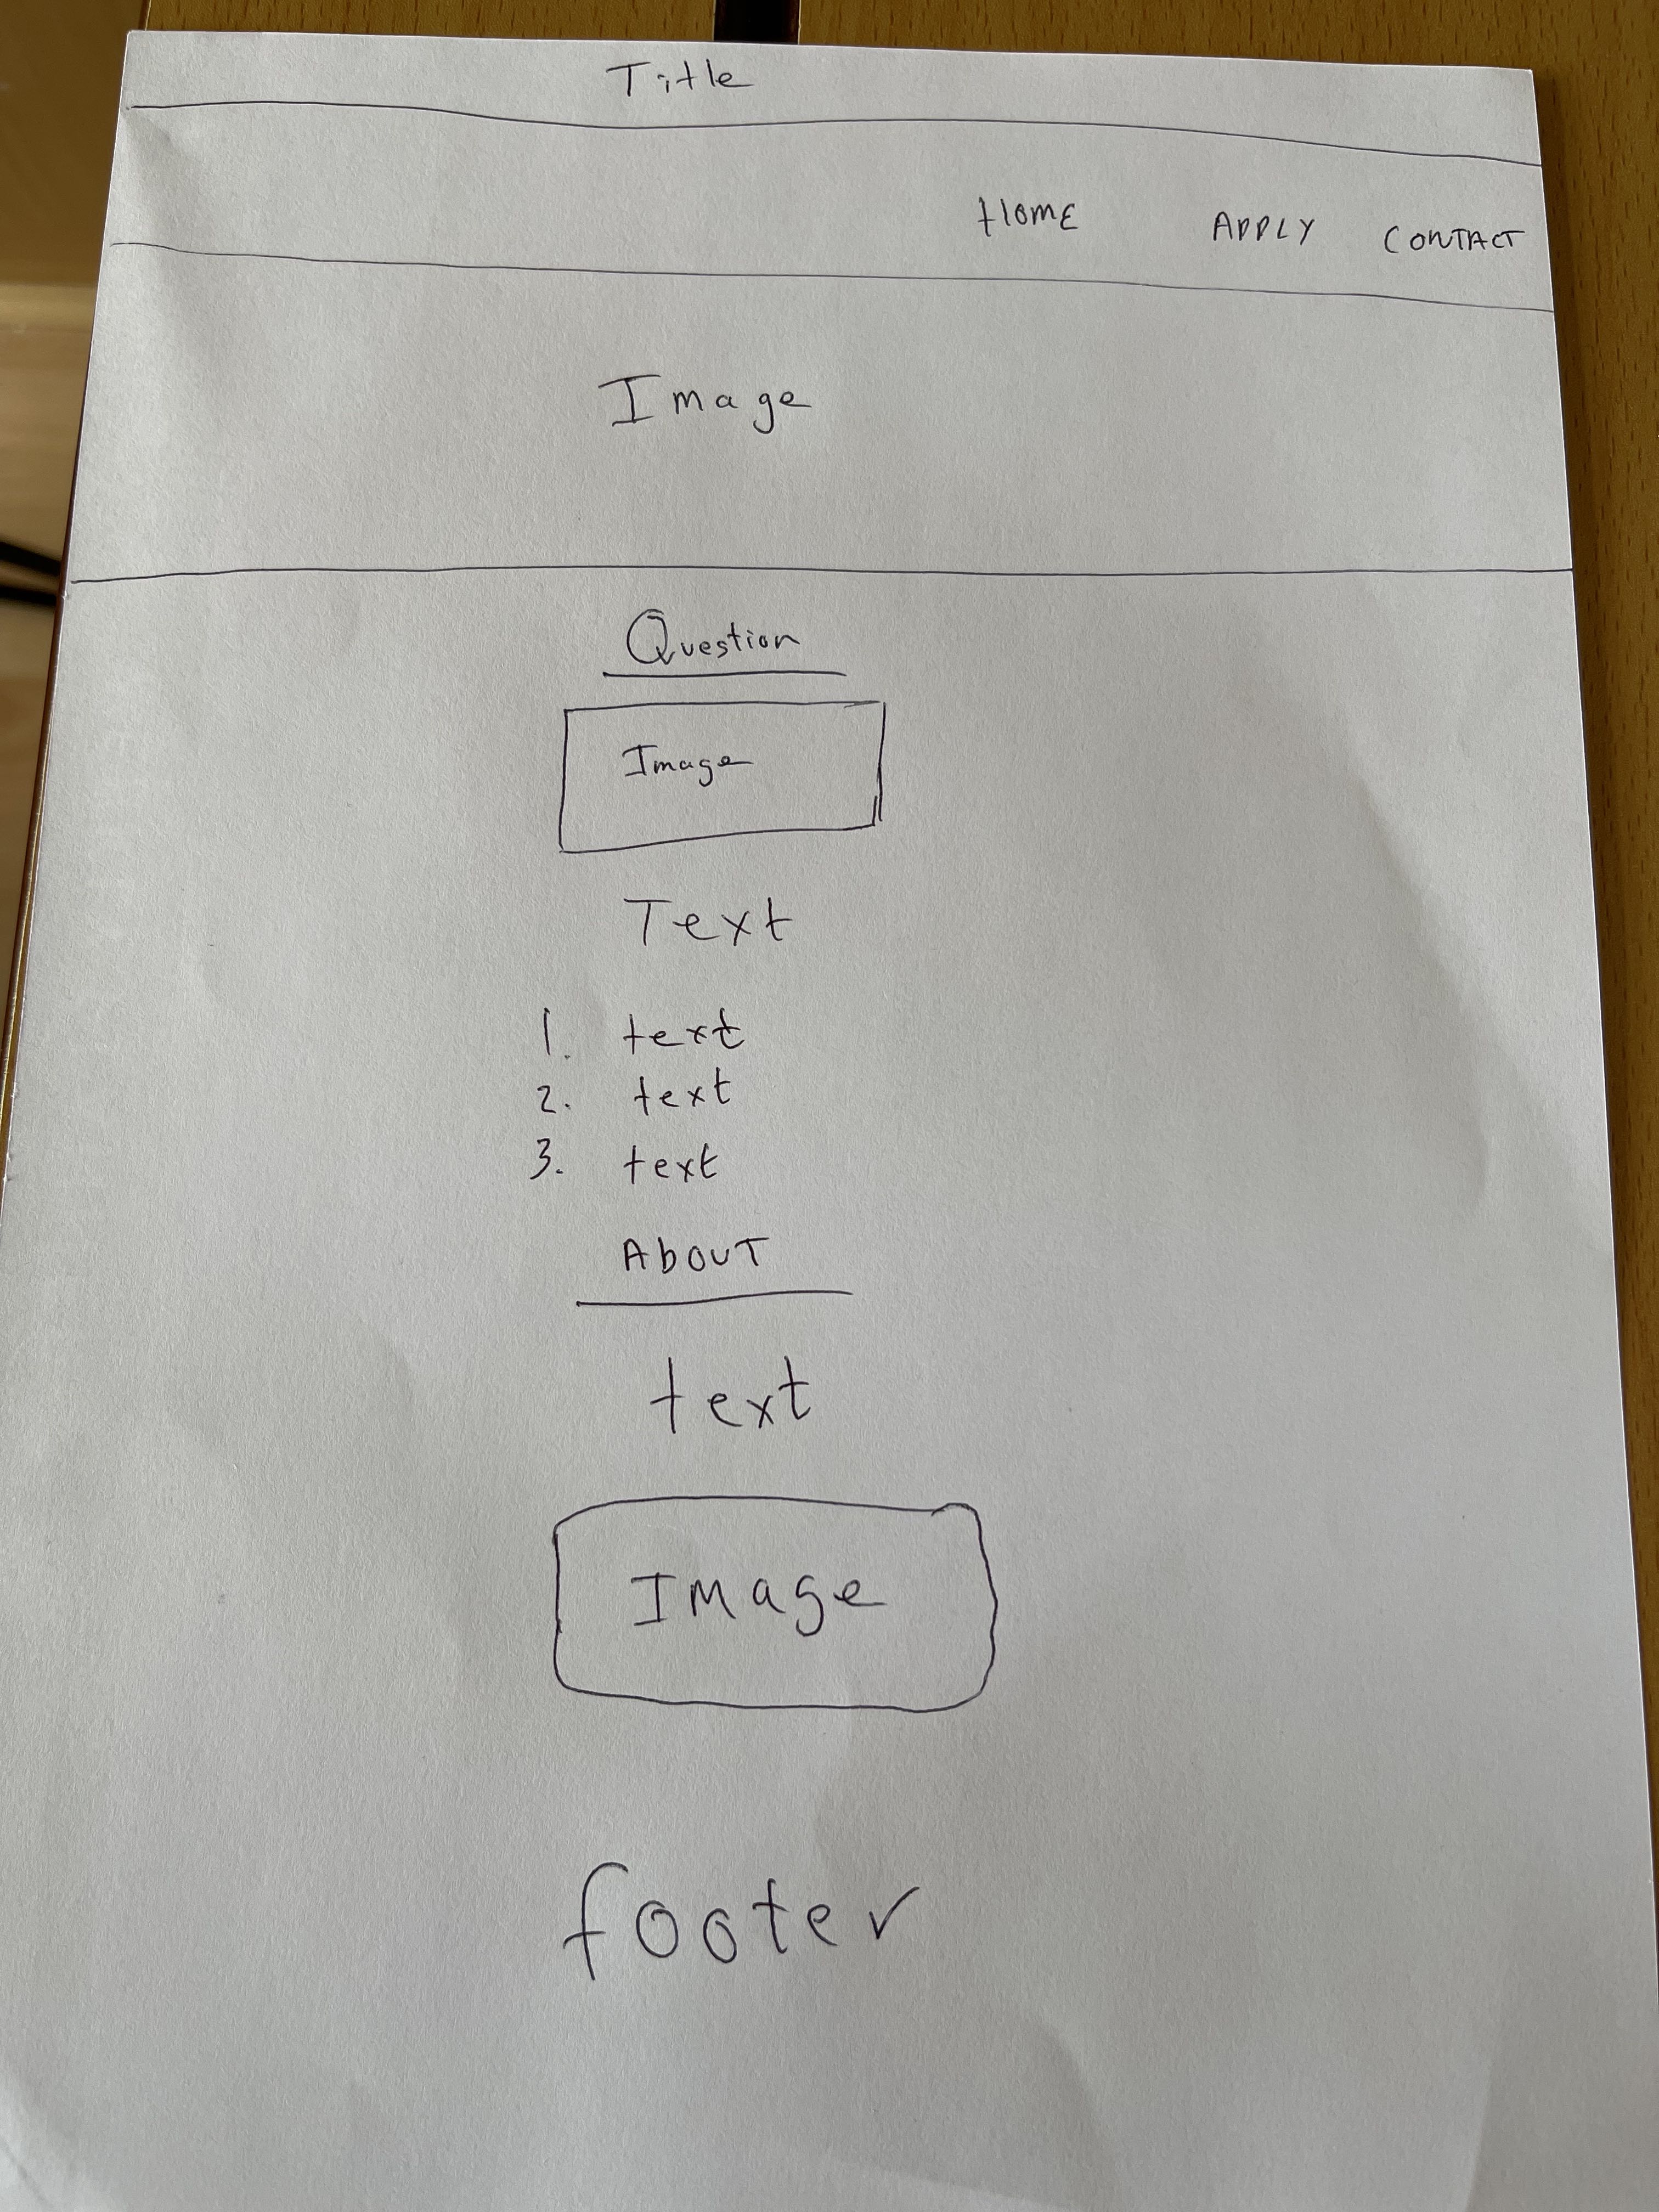 Title
HOME APPLY CONTACT
Image
Question
Image
Text
1. text
2. text
3. text
AboUT
text
Image
footer